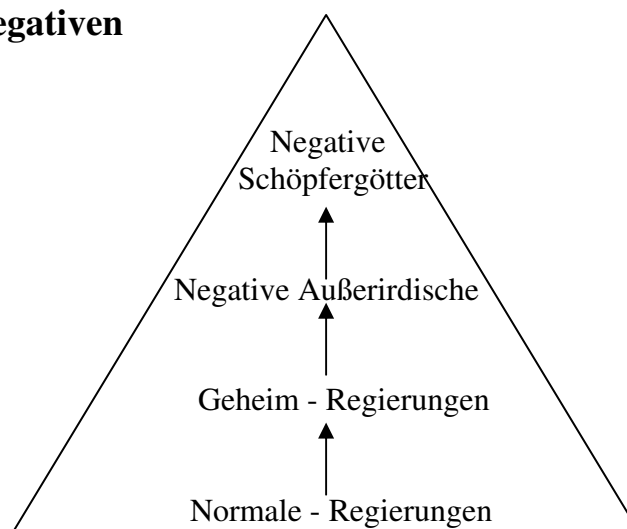 egativen
Negative
Schöpfergötter
Negative Außerirdische
Geheim - Regierungen
Normale - Regierungen